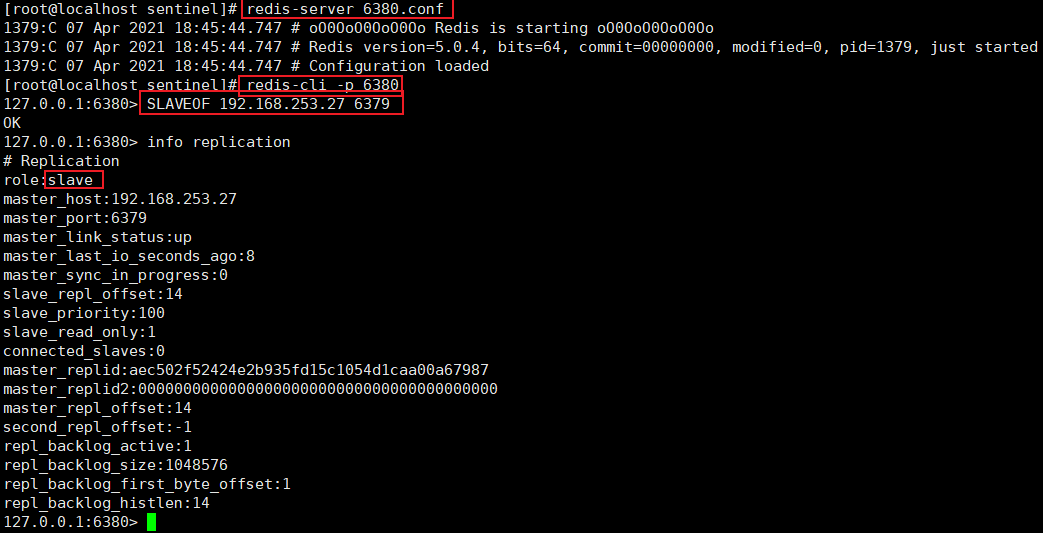 [root@localhost sentinel]# redis-server 6380.conf
1379:C 07 Apr 2021 18:45:44.747 # oO0OoO0OoO0Oo Redis is starting oO0OoO0OoO0Oo
1379:C 07 Apr 2021 18:45:44.747 # Redis version=5.0.4, bits=64, commit=00000000, modified=0, pid=1379, just started
1379:C 07 Apr 2021 18:45:44.747 # Configuration loaded
[root@localhost sentinel]# redis-cli -p 6380
127.0.0.1:6380> SLAVEOF 192.168.253.27 6379
OK
127.0.0.1:6380> info replication
# Replication
role:slave
master_host:192.168.253.27
master_port:6379
master_link_status:up
master_last_io_seconds_ago:8
master_sync_in_progress:0
slave_repl_offset:14
slave_priority:100
slave_read_only:1
connected_slaves:0
master_replid:aec502f52424e2b935fd15c1054d1caa00a67987
master_replid2:0000000000000000000000000000000000000000
master_repl_offset:14
second_repl_offset:-1
repl_backlog_active:1
repl_backlog_size:1048576
repl_backlog_first_byte_offset:1
repl_backlog_histlen:14
127.0.0.1:6380>